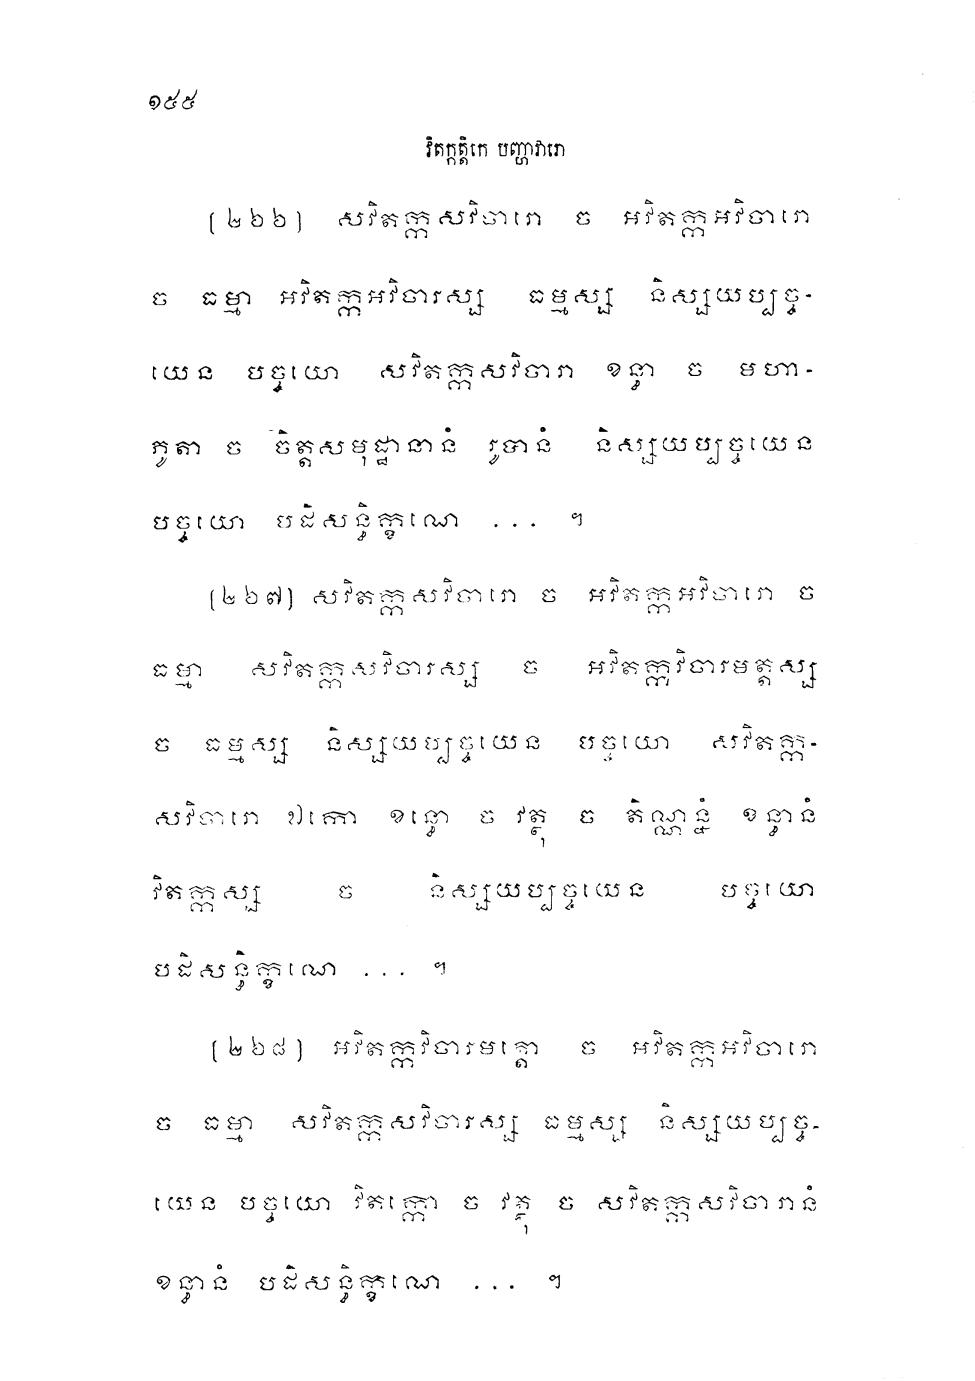 ១៥៥
វិតក្កត្តិកេ បញ្ហាវារោ
(២៦៦) សវិតក្កសវិចារោ ច អវិតក្កអវិចារោ
ច ធម្មា អវិតក្កអវិចារស្ស ធម្មស្ស និស្សយប្បច្ច-
យេន បច្ចយោ សវិតក្កសវិចារា ខន្ធា ច មហា-
ភូតា ច ចិត្តសមុដ្ឋានានំ រូបានំ និស្សយប្បច្ចយេន
បច្ចយោ បដិសន្ធិក្ខណេ ... ។
(២៦៧) សវិតក្កសវិចារោ ច អវិតក្កអវិចារោ ច
ធម្មា សវិតក្កសវិចារស្ស ច អវិតក្កវិចារមត្តស្ស
ច ធម្មស្ស និស្សយប្បច្ចយេន បច្ចយោ សវិតក្ក-
សវិចារោ ឯកោ ខន្ធោ ច វត្ថុ ច តិណ្ណន្នំ ខន្ធានំ
វិតក្កស្ស ច និស្សយប្បច្ចយេន បច្ចយោ
បដិសន្ធិក្ខណេ ... ។
(២៦៨) អវិតក្កវិចារមត្តោ ច អវិតក្កអវិចារោ
ច ធម្មា សវិតក្កសវិចារស្ស ធម្មស្ស និស្សយប្បច្ច-
យេន បច្ចយោ វិតក្កោ ច វត្ថុ ច សវិតក្កសវិចារានំ
ខន្ធានំ បដិសន្ធិក្ខណេ ... ។